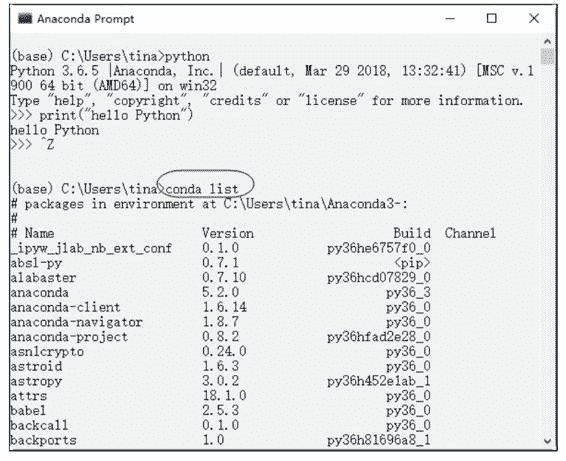 Anaconda Prompt
(base) C:\Users\tina>python
Python 3.6.5 |Anaconda, Inc.| (default, Mar 29 2018, 13:32:41) [MSC v.1
900 64 bit (AMD64)] on win32
Type "help", "copyright", "credits" or "license" for more information.
>>> print("hello Python")
hello Python
>>> ^Z
(base) C:\Users\tina>conda list
# packages in environment at C:\Users\tina\Anaconda3-:
#
# Name Version Build Channel
_ipyw_jlab_nb_ext_conf 0.1.0 py36he6757f0_0
absl-py 0.7.1 <pip>
alabaster 0.7.10 py36hcd07829_0
anaconda 5.2.0 py36_3
anaconda-client 1.6.14 py36_0
anaconda-navigator 1.8.7 py36_0
anaconda-project 0.8.2 py36hfad2e28_0
asn1crypto 0.24.0 py36_0
astroid 1.6.3 py36_0
astropy 3.0.2 py36h452e1ab_1
attrs 18.1.0 py36_0
babel 2.5.3 py36_0
backcall 0.1.0 py36_0
backports 1.0 py36h81696a8_1